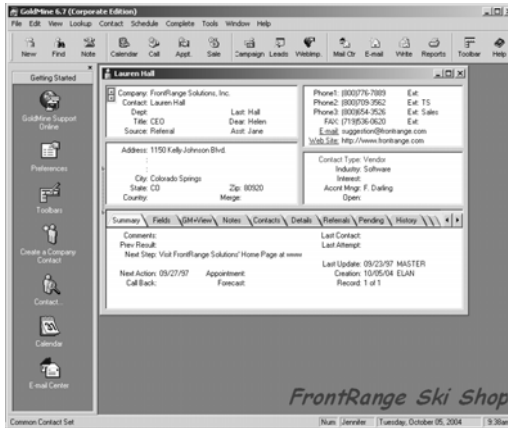 GoldMine 6.7 (Corporate Edition)
File Edit View Lookup Contact Schedule Complete Tools Window Help
New Find Note Calendar Call Appt. Sale Campaign Leads WebImp. Mail Ctr E-mail Write Reports Toolbar Help
Getting Started
GoldMine Support Online
Preferences
Toolbars
Create a Company Contact
Contact...
Calendar
E-mail Center
Lauren Hall
Company: FrontRange Solutions, Inc.
Contact: Lauren Hall
Dept: Last: Hall
Title: CEO Dear: Helen
Source: Referral Asst: Jane
Phone1: (800)776-7889 Ext:
Phone2: (800)709-3562 Ext: TS
Phone3: (800)654-3526 Ext: Sales
FAX: (719)536-0620 Ext:
E-mail: suggestion@frontrange.com
Web Site: http://www.frontrange.com
Address: 1150 Kelly Johnson Blvd.
:
:
City: Colorado Springs
State: CO Zip: 80920
Country: Merge:
Contact Type: Vendor
Industry: Software
Interest:
Accnt Mngr: F. Darling
Open:
Summary Fields GM+View Notes Contacts Details Referrals Pending History
Comments: Last Contact:
Prev Result: Last Attempt:
Next Step: Visit FrontRange Solutions' Home Page at
Last Update: 09/23/97 MASTER
Next Action: 09/27/97 Appointment: Creation: 10/05/04 ELAN
Call Back: Forecast: Record: 1 of 1
FrontRange Ski Shop
Common Contact Set Num Jennifer Tuesday, October 05, 2004 9:38am